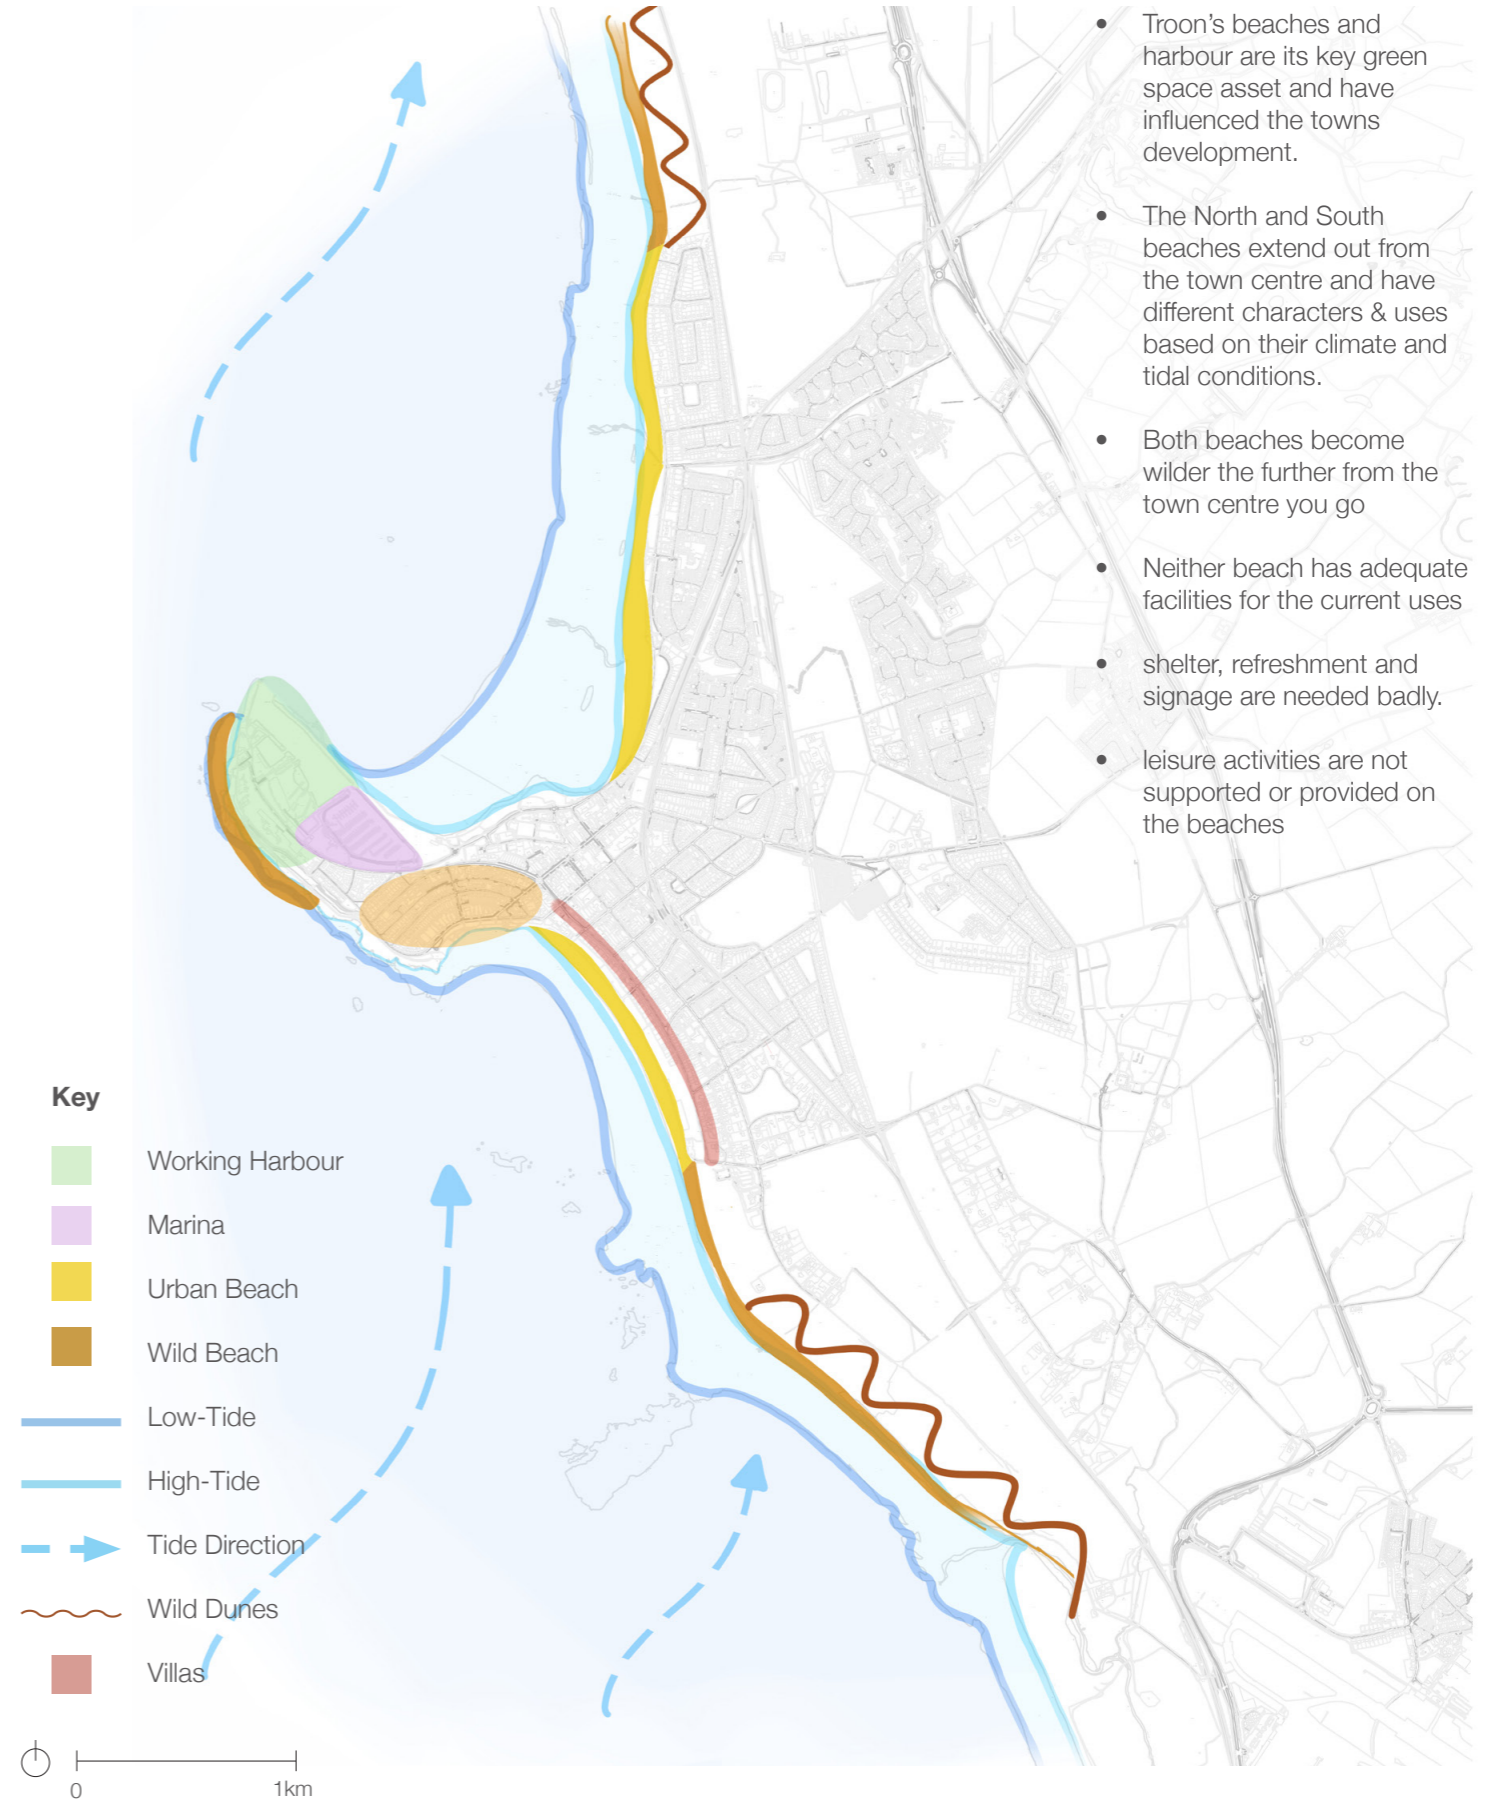 • Troon’s beaches and
harbour are its key green
space asset and have
influenced the towns
development.
• The North and South
beaches extend out from
the town centre and have
different characters & uses
based on their climate and
tidal conditions.
• Both beaches become
wilder the further from the
town centre you go
• Neither beach has adequate
facilities for the current uses
• shelter, refreshment and
signage are needed badly.
• leisure activities are not
supported or provided on
the beaches
Key
Working Harbour
Marina
Urban Beach
Wild Beach
Low-Tide
High-Tide
Tide Direction
Wild Dunes
Villas
0 1km